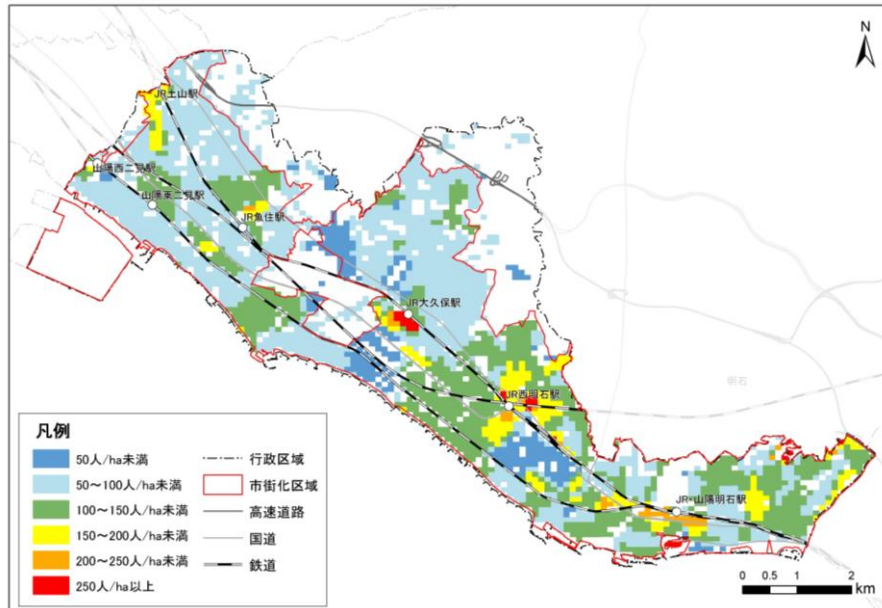 N
JR土山駅
山陽西二見駅
山陽東二見駅
JR魚住駅
JR大久保駅
明石
JR西明石駅
JR・山陽明石駅
凡例
50人/ha未満
50～100人/ha未満
100～150人/ha未満
150～200人/ha未満
200～250人/ha未満
250人/ha以上
行政区域
市街化区域
高速道路
国道
鉄道
0 0.5 1 2
km